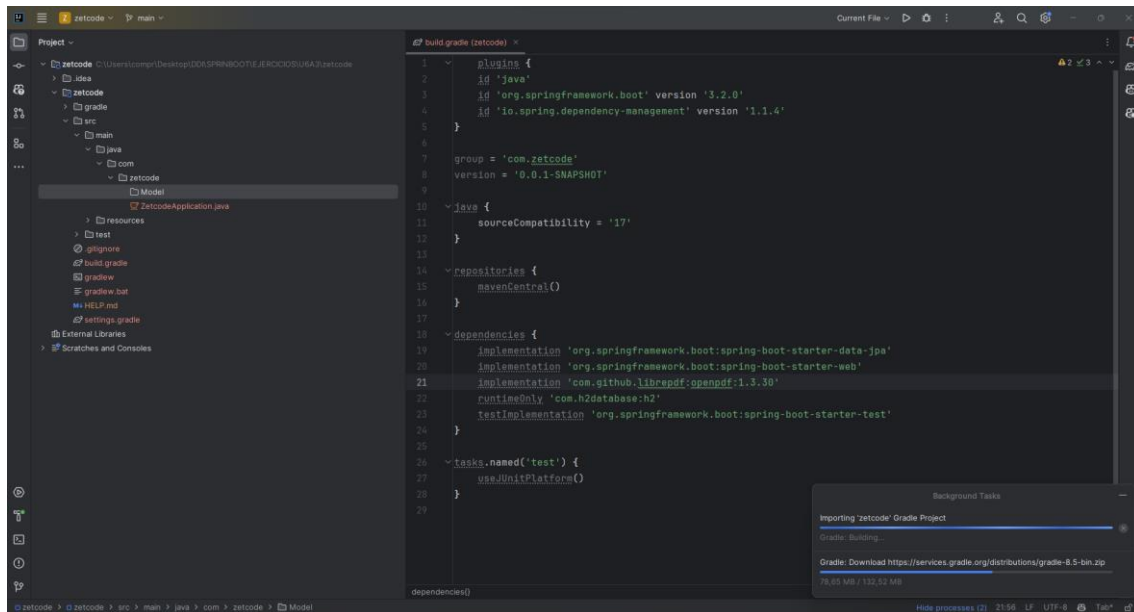 zetcode
main
Current File
Project
zetcode C:\Users\compr\Desktop\DDI\SPRINBOOT\EJERCICIOS\U6A3\zetcode
.idea
zetcode
gradle
src
main
java
com
zetcode
Model
ZetcodeApplication.java
resources
test
.gitignore
build.gradle
gradlew
gradlew.bat
HELP.md
settings.gradle
External Libraries
Scratches and Consoles
build.gradle (zetcode)
2 3
1 plugins {
2 id 'java'
3 id 'org.springframework.boot' version '3.2.0'
4 id 'io.spring.dependency-management' version '1.1.4'
5 }
6
7 group = 'com.zetcode'
8 version = '0.0.1-SNAPSHOT'
9
10 java {
11 sourceCompatibility = '17'
12 }
13
14 repositories {
15 mavenCentral()
16 }
17
18 dependencies {
19 implementation 'org.springframework.boot:spring-boot-starter-data-jpa'
20 implementation 'org.springframework.boot:spring-boot-starter-web'
21 implementation 'com.github.librepdf:openpdf:1.3.30'
22 runtimeOnly 'com.h2database:h2'
23 testImplementation 'org.springframework.boot:spring-boot-starter-test'
24 }
25
26 tasks.named('test') {
27 useJUnitPlatform()
28 }
29
dependencies{}
Background Tasks
Importing 'zetcode' Gradle Project
Gradle: Building...
Gradle: Download https://services.gradle.org/distributions/gradle-8.5-bin.zip
78,65 MB / 132,52 MB
zetcode > zetcode > src > main > java > com > zetcode > Model
Hide processes (2) 21:56 LF UTF-8 Tab*